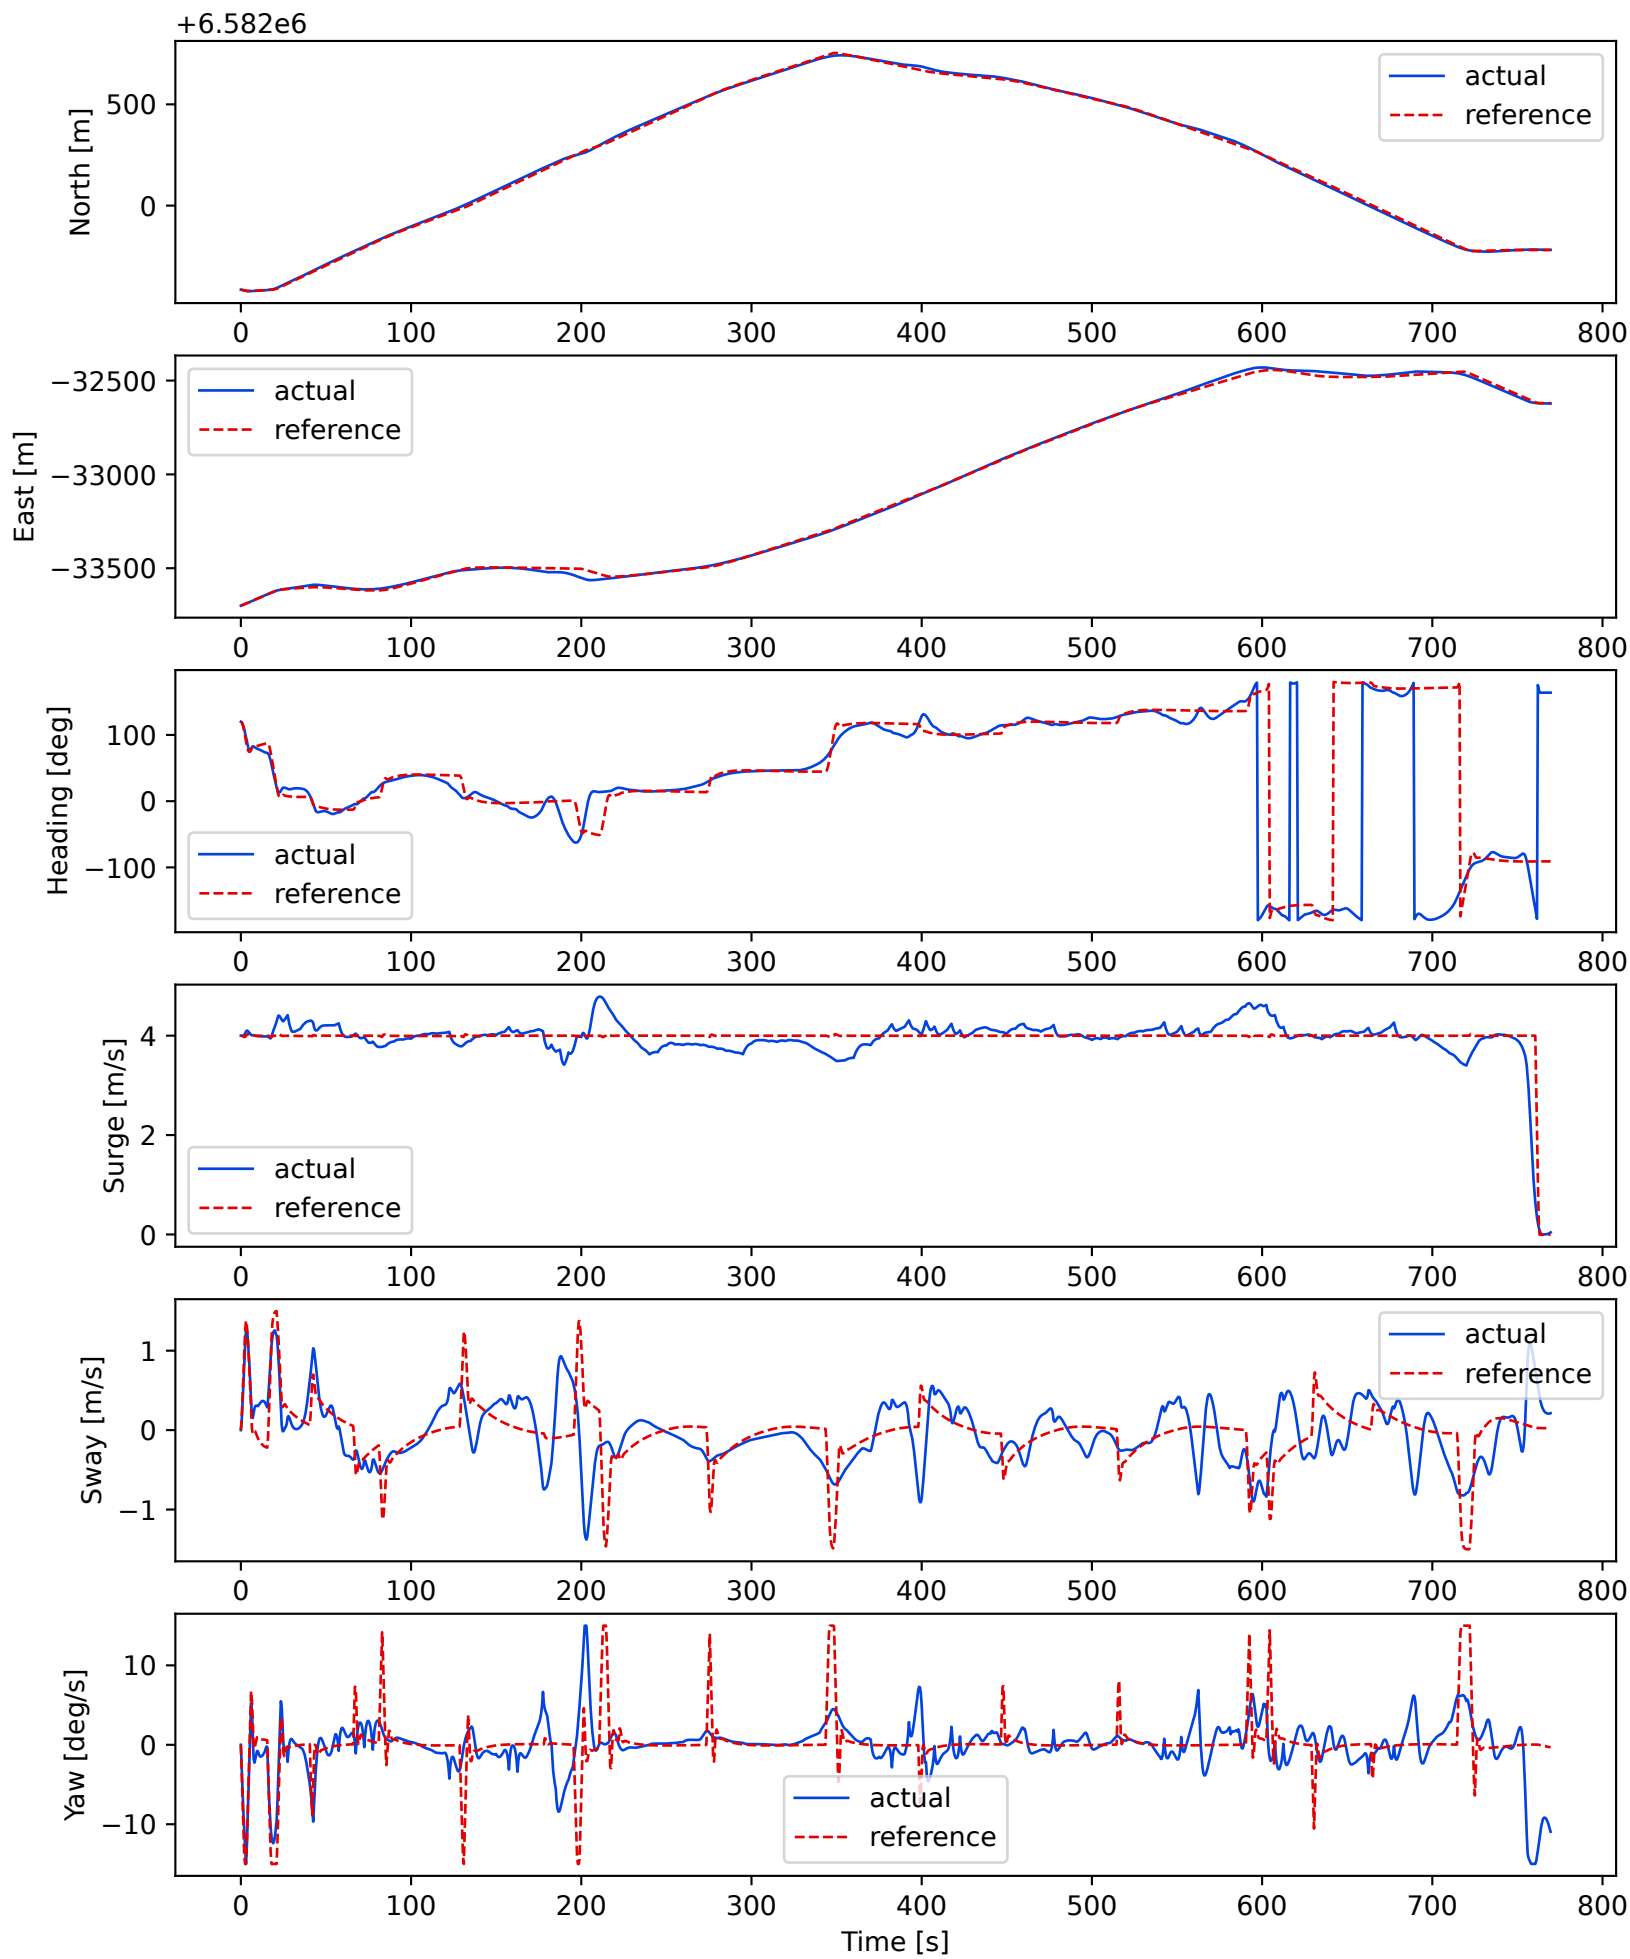 +6.582e6
North [m]
500
0
actual
reference
0 100 200 300 400 500 600 700 800
East [m]
−32500
−33000
−33500
actual
reference
0 100 200 300 400 500 600 700 800
Heading [deg]
100
0
−100
actual
reference
0 100 200 300 400 500 600 700 800
Surge [m/s]
4
2
0
actual
reference
0 100 200 300 400 500 600 700 800
Sway [m/s]
1
0
−1
actual
reference
0 100 200 300 400 500 600 700 800
Yaw [deg/s]
10
0
−10
actual
reference
0 100 200 300 400 500 600 700 800
Time [s]